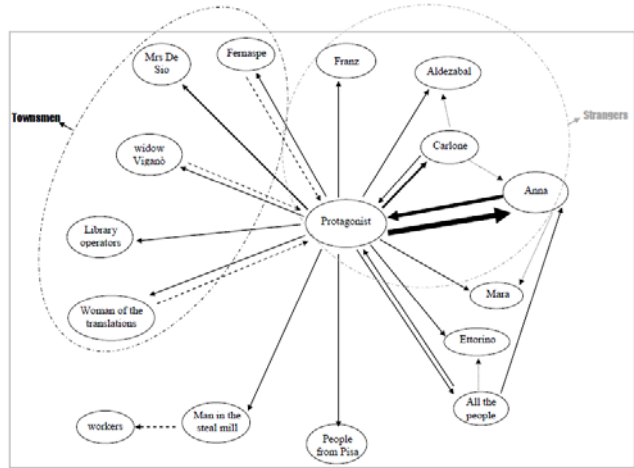 Mrs De
Sio
Fernaspe
Franz
Aldezabal
Townsmen
Strangers
widow
Viganò
Carlone
Anna
Protagonist
Library
operators
Mara
Woman of the
translations
Ettorino
All the
people
workers
Man in the
steal mill
People
from Pisa